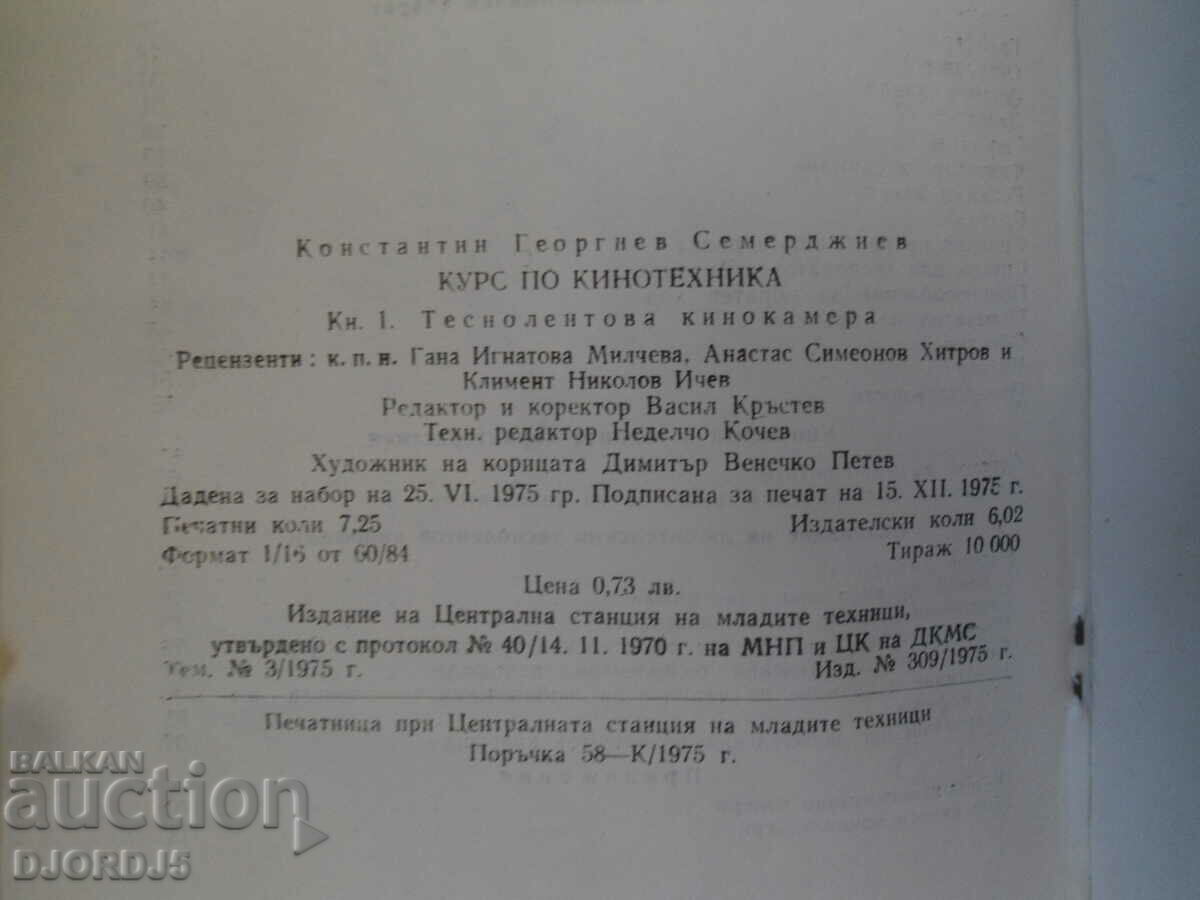 Константин Георгиев Семерджиев
КУРС ПО КИНОТЕХНИКА
Кн. 1. Теснолентова кинокамера
Рецензенти: к. п. н. Гана Игнатова Милчева, Анастас Симеонов Хитров и
Климент Николов Ичев
Редактор и коректор Васил Кръстев
Техн. редактор Неделчо Кочев
Художник на корицата Димитър Венечко Петев
Дадена за набор на 25. VI. 1975 гр. Подписана за печат на 15. XII. 1975 г.
Печатни коли 7,25 Издателски коли 6,02
Формат 1/16 от 60/84 Тираж 10 000
Цена 0,73 лв.
Издание на Централна станция на младите техници,
утвърдено с протокол № 40/14. 11. 1970 г. на МНП и ЦК на ДКМС
Тем. № 3/1975 г. Изд. № 309/1975 г.
Печатница при Централната станция на младите техници
Поръчка 58—К/1975 г.
BALKAN
auction
DJORDJ5